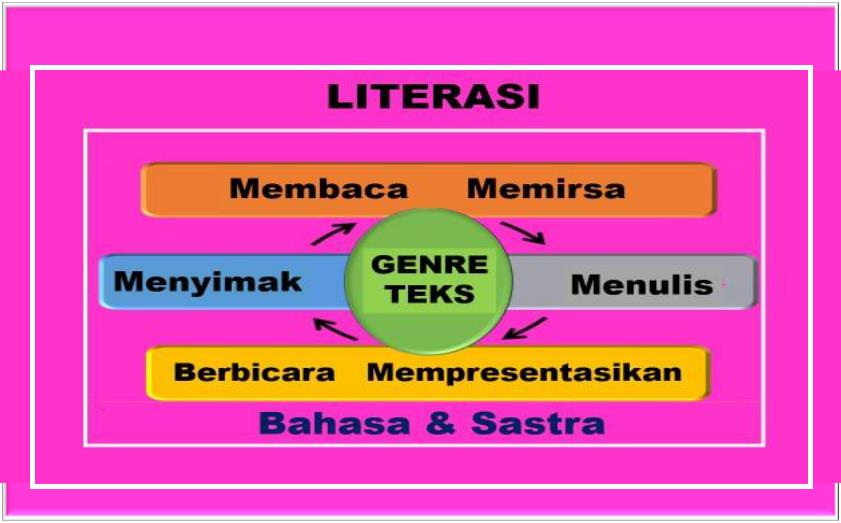 LITERASI
Membaca Memirsa
Menyimak
GENRE
TEKS
Menulis
Berbicara Mempresentasikan
Bahasa & Sastra